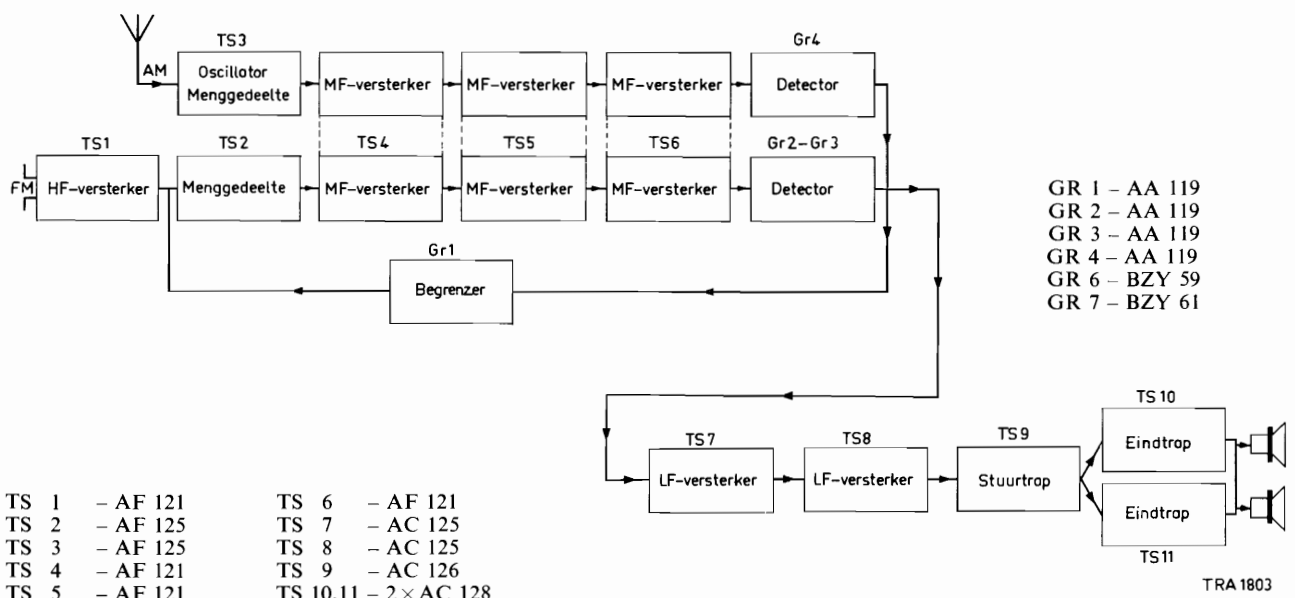 TS3
Gr4
AM
Oscillator
Menggedeelte
MF-versterker
MF-versterker
MF-versterker
Detector
TS1
TS2
TS4
TS5
TS6
Gr2-Gr3
FM
HF-versterker
Menggedeelte
MF-versterker
MF-versterker
MF-versterker
Detector
Gr1
Begrenzer
GR 1 – AA 119
GR 2 – AA 119
GR 3 – AA 119
GR 4 – AA 119
GR 6 – BZY 59
GR 7 – BZY 61
TS7
TS8
TS9
TS10
LF-versterker
LF-versterker
Stuurtrap
Eindtrap
Eindtrap
TS11
TS 1 – AF 121
TS 2 – AF 125
TS 3 – AF 125
TS 4 – AF 121
TS 5 – AF 121
TS 6 – AF 121
TS 7 – AC 125
TS 8 – AC 125
TS 9 – AC 126
TS 10,11 – 2 × AC 128
TRA 1803